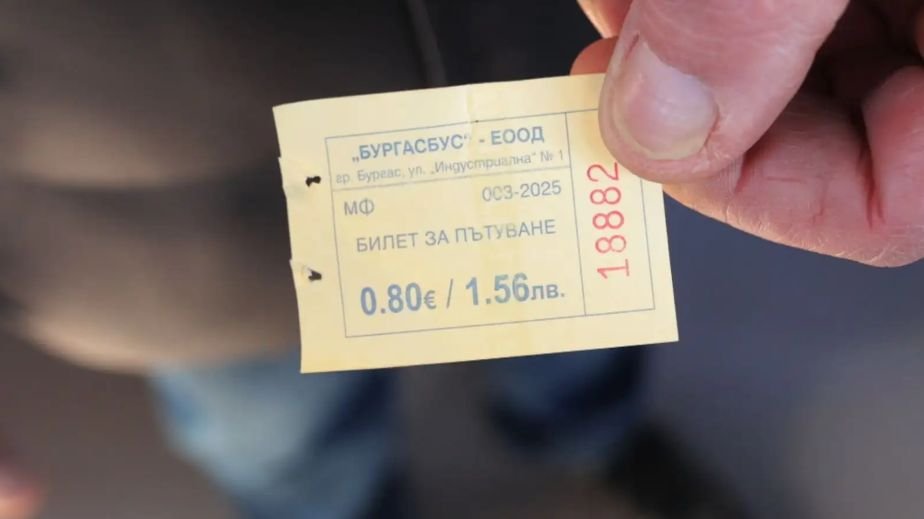 „БУРГАСБУС“ - ЕООД
гр. Бургас, ул. „Индустриална“ № 1
МФ 003-2025
БИЛЕТ ЗА ПЪТУВАНЕ
0.80€ / 1.56лв.
18882